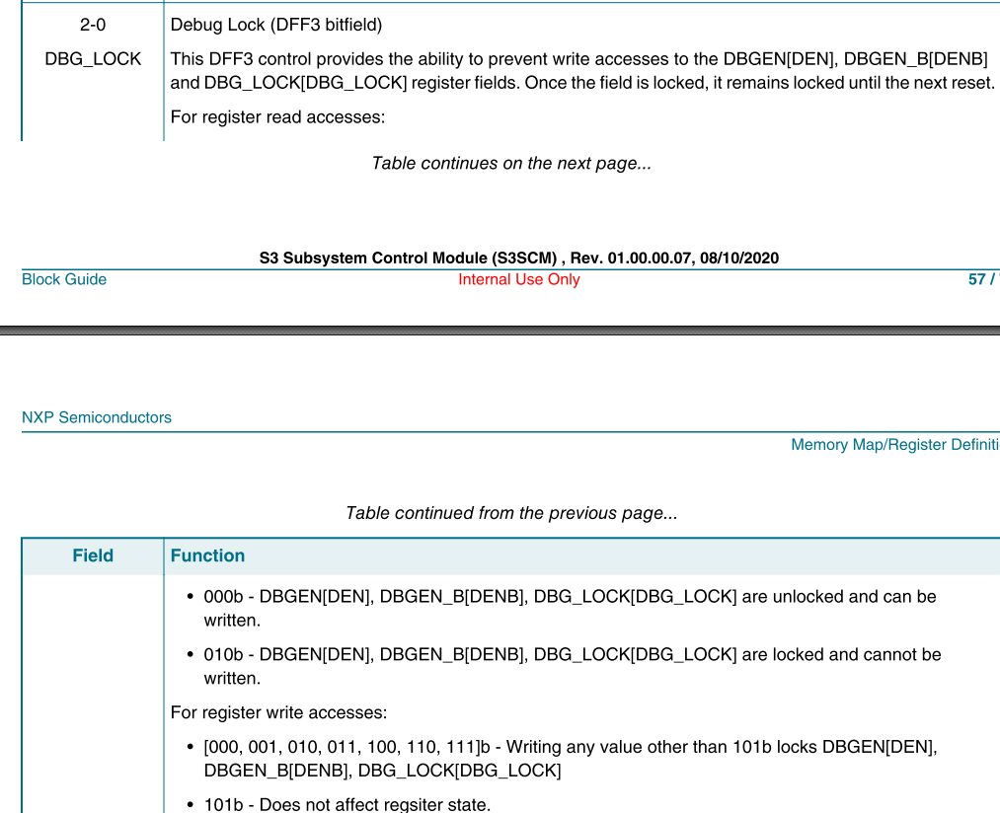 2-0
Debug Lock (DFF3 bitfield)
DBG_LOCK
This DFF3 control provides the ability to prevent write accesses to the DBGEN[DEN], DBGEN_B[DENB]
and DBG_LOCK[DBG_LOCK] register fields. Once the field is locked, it remains locked until the next reset.
For register read accesses:
Table continues on the next page...
S3 Subsystem Control Module (S3SCM) , Rev. 01.00.00.07, 08/10/2020
Block Guide
Internal Use Only
57 /
NXP Semiconductors
Memory Map/Register Definiti
Table continued from the previous page...
Field
Function
• 000b - DBGEN[DEN], DBGEN_B[DENB], DBG_LOCK[DBG_LOCK] are unlocked and can be
written.
• 010b - DBGEN[DEN], DBGEN_B[DENB], DBG_LOCK[DBG_LOCK] are locked and cannot be
written.
For register write accesses:
• [000, 001, 010, 011, 100, 110, 111]b - Writing any value other than 101b locks DBGEN[DEN],
DBGEN_B[DENB], DBG_LOCK[DBG_LOCK]
• 101b - Does not affect regsiter state.